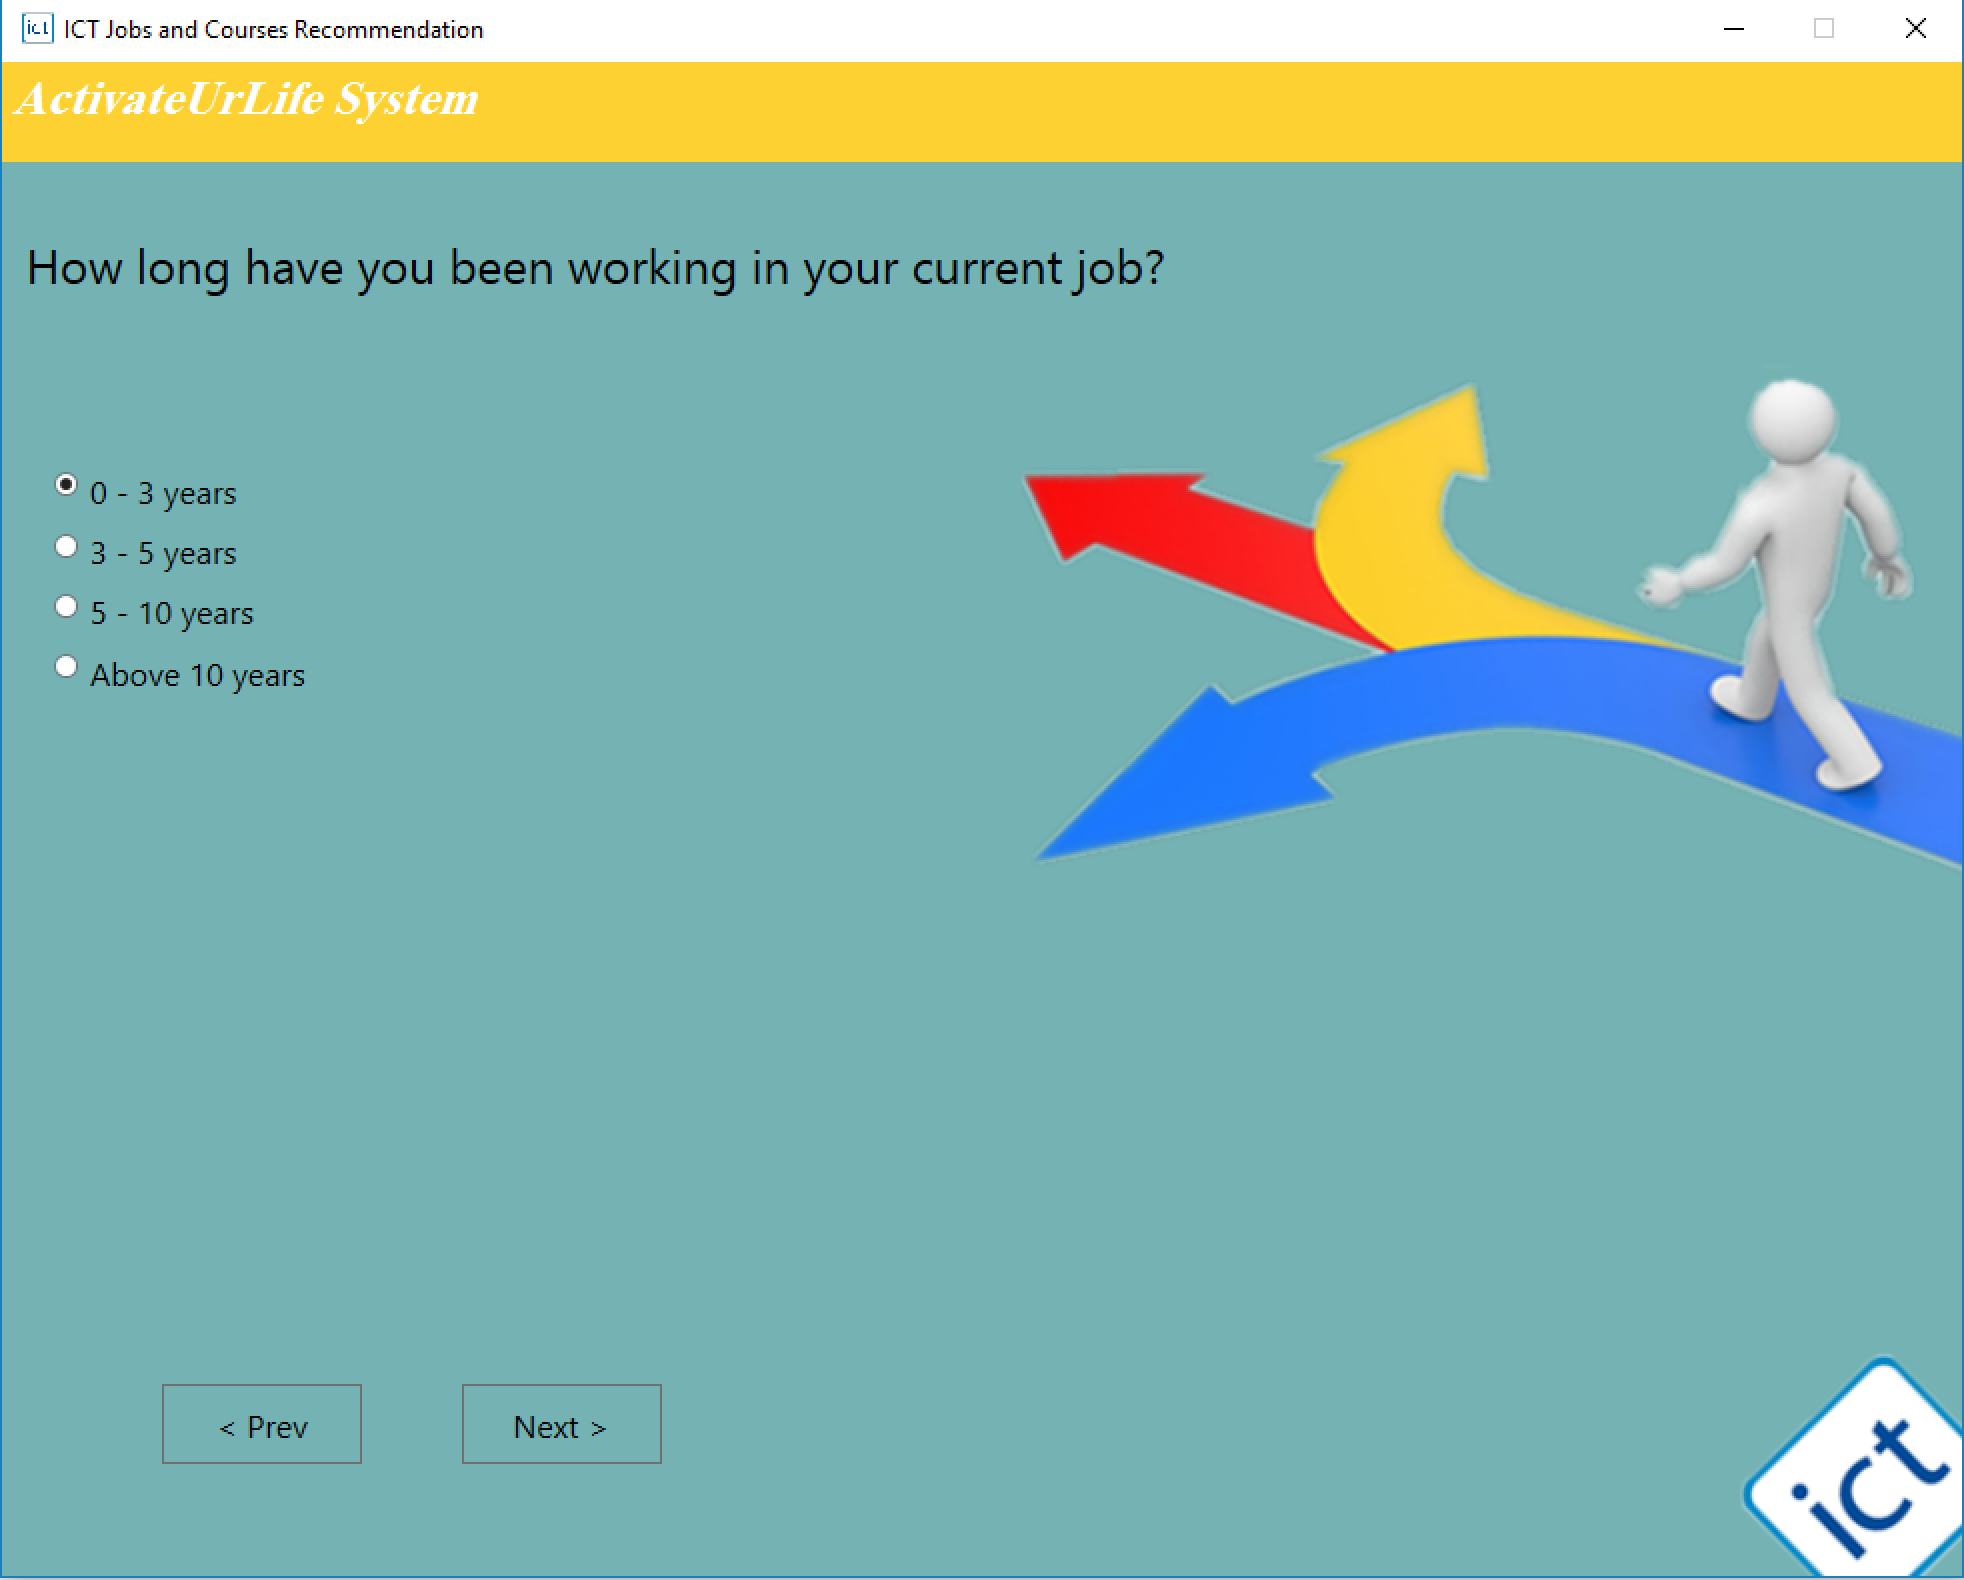 ict ICT Jobs and Courses Recommendation
ActivateUrLife System
How long have you been working in your current job?
0 - 3 years
3 - 5 years
5 - 10 years
Above 10 years
< Prev
Next >
ict